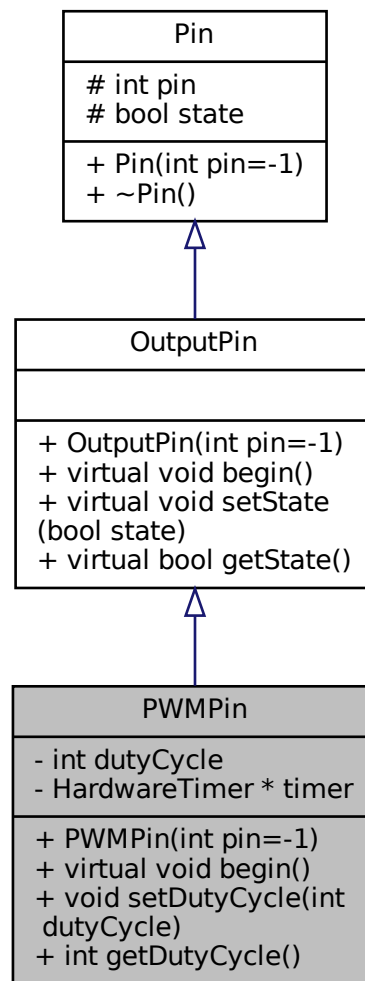 Pin
# int pin
# bool state
+ Pin(int pin=-1)
+ ~Pin()
OutputPin
+ OutputPin(int pin=-1)
+ virtual void begin()
+ virtual void setState
(bool state)
+ virtual bool getState()
PWMPin
- int dutyCycle
- HardwareTimer * timer
+ PWMPin(int pin=-1)
+ virtual void begin()
+ void setDutyCycle(int
dutyCycle)
+ int getDutyCycle()